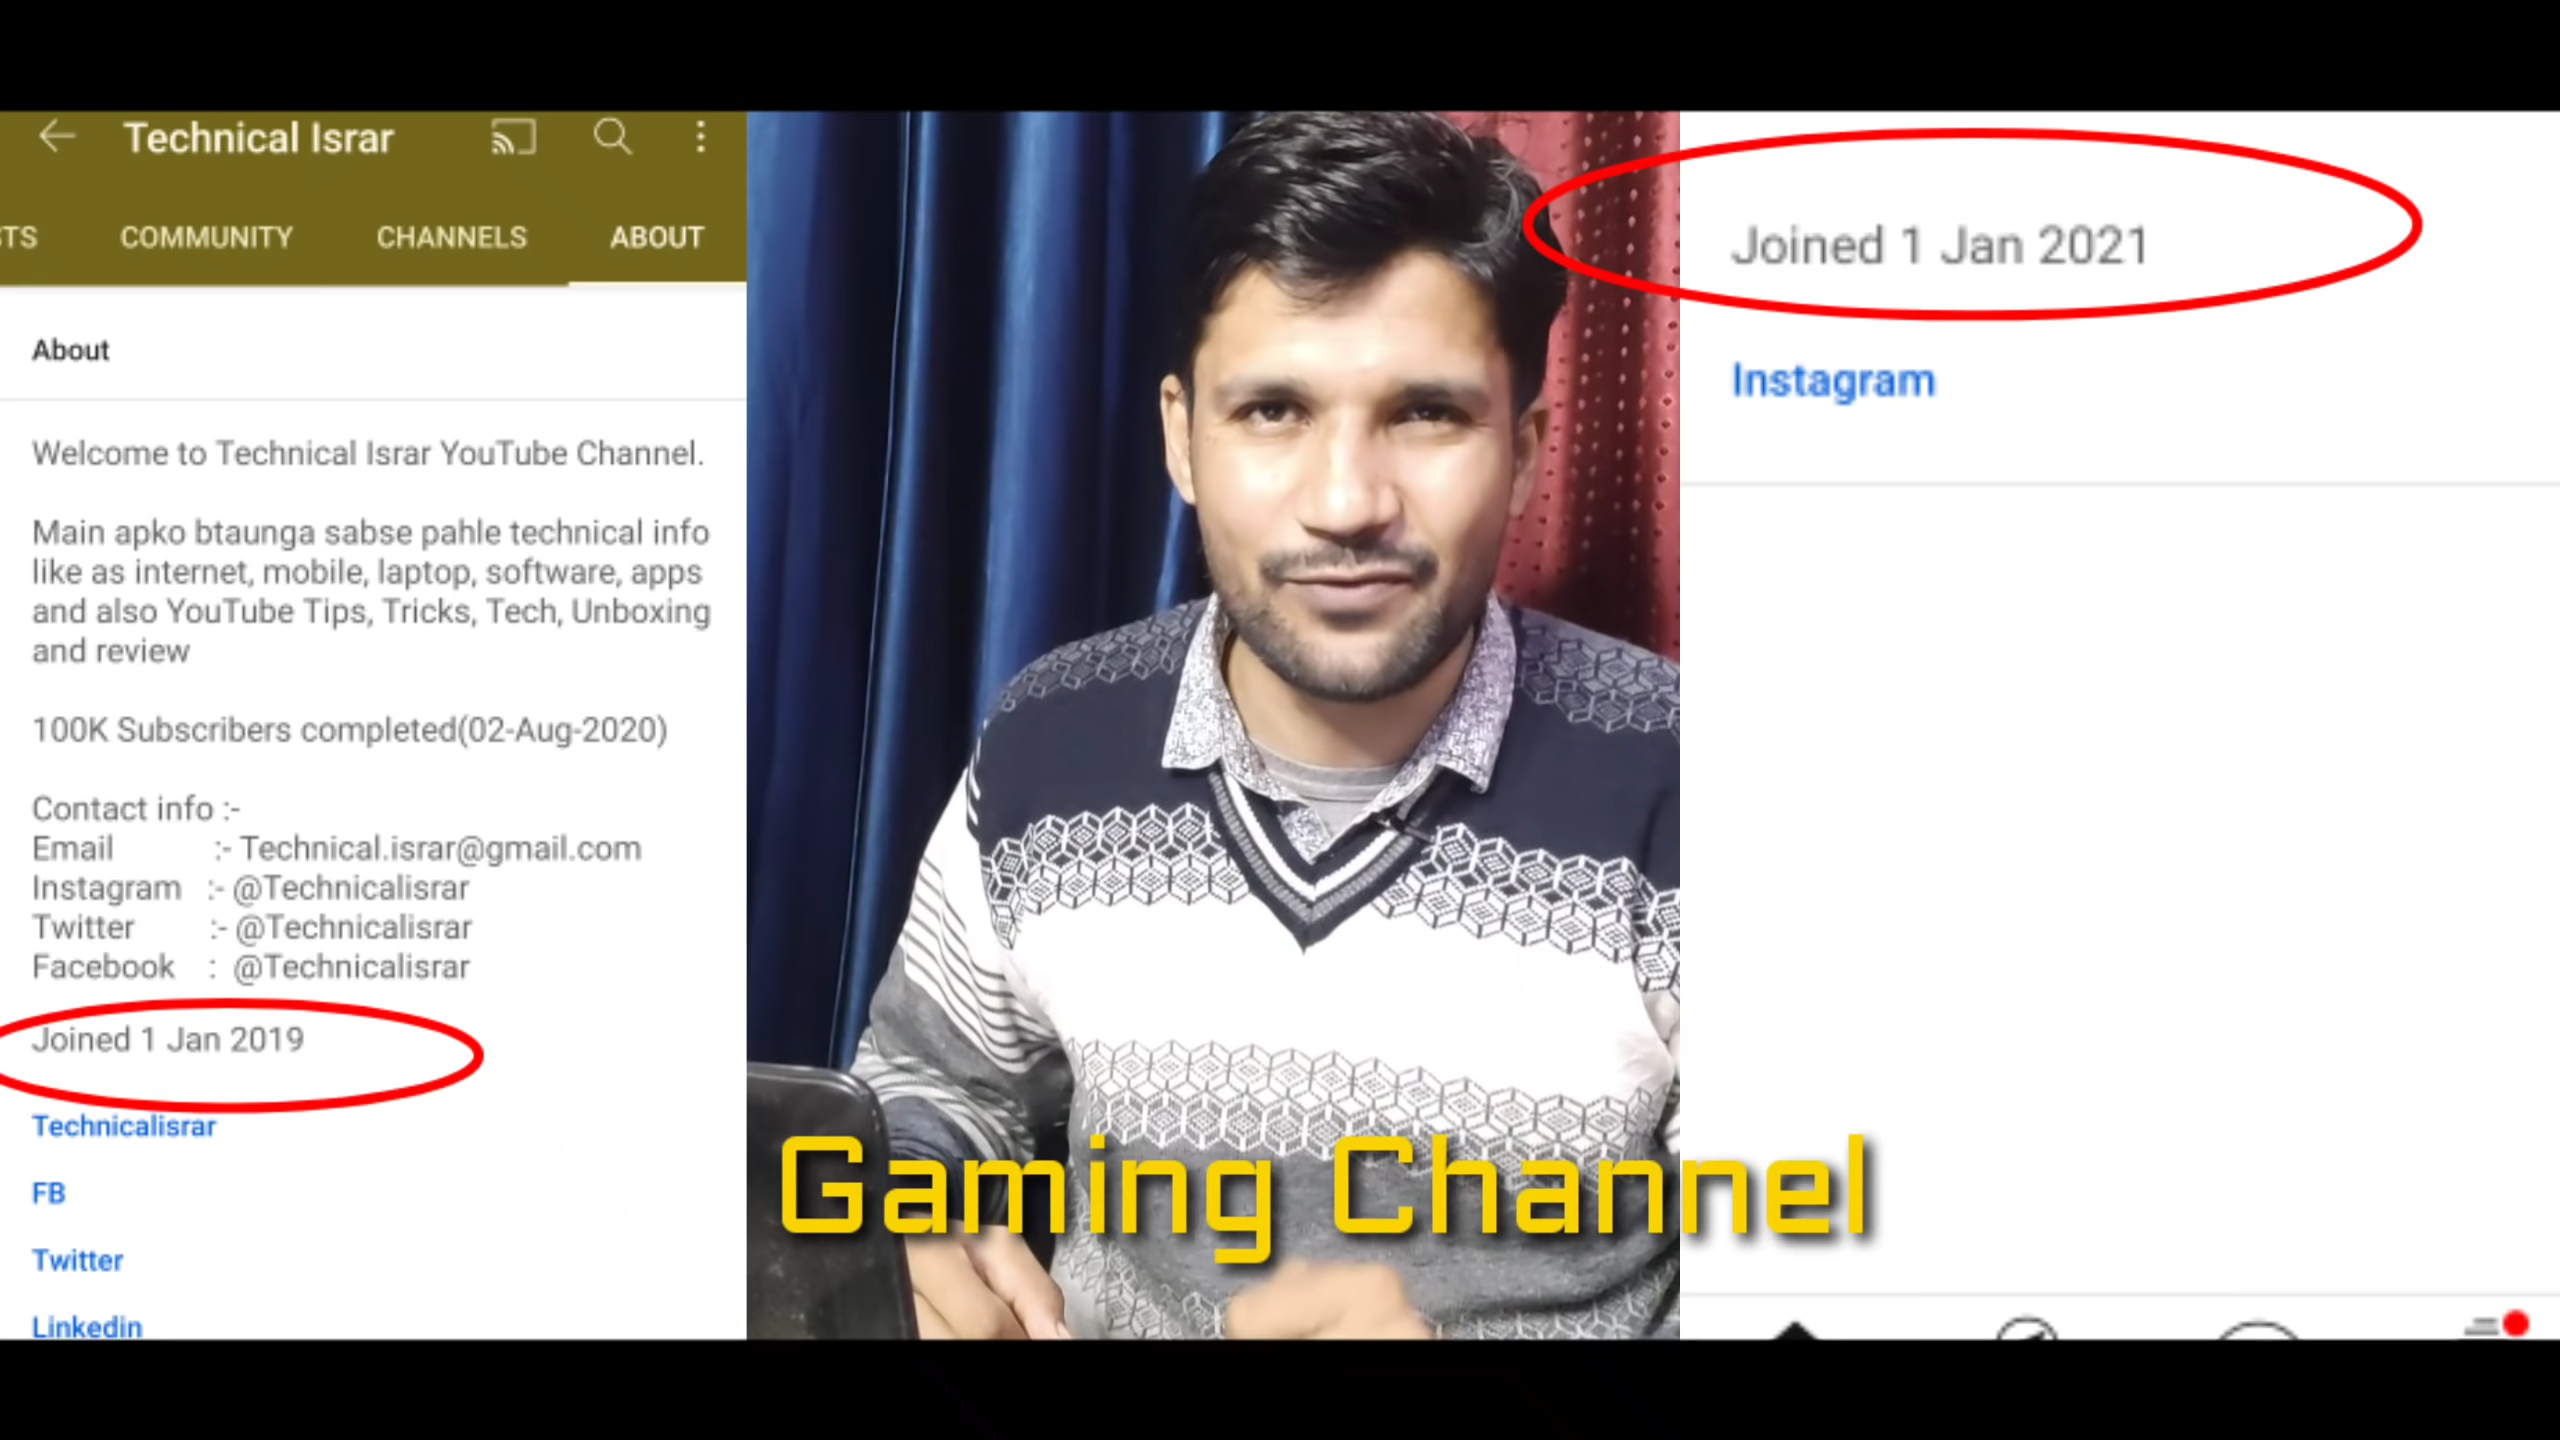 Technical Israr
STS COMMUNITY CHANNELS ABOUT
About
Welcome to Technical Israr YouTube Channel.
Main apko btaunga sabse pahle technical info
like as internet, mobile, laptop, software, apps
and also YouTube Tips, Tricks, Tech, Unboxing
and review
100K Subscribers completed(02-Aug-2020)
Contact info :-
Email :- Technical.israr@gmail.com
Instagram :- @Technicalisrar
Twitter :- @Technicalisrar
Facebook : @Technicalisrar
Joined 1 Jan 2019
Technicalisrar
FB
Twitter
Linkedin
Gaming Channel
Joined 1 Jan 2021
Instagram